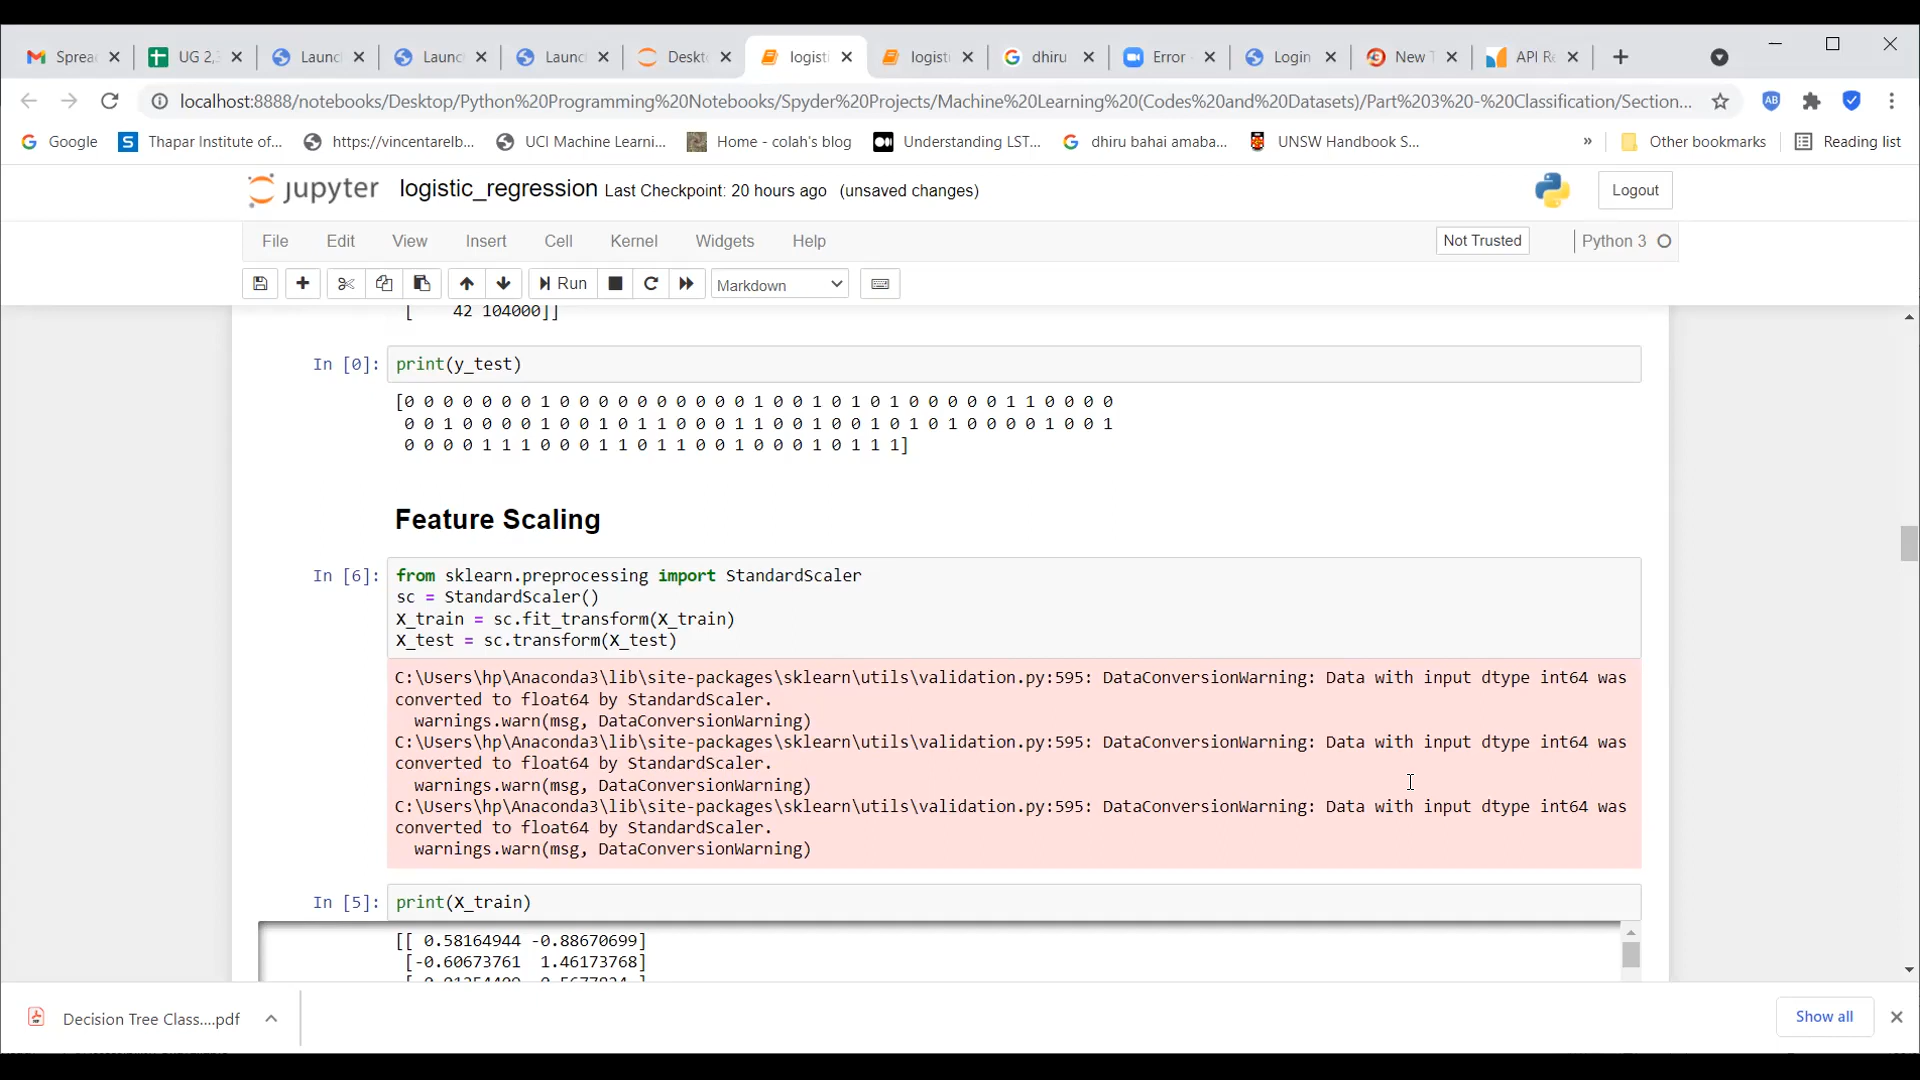 Sprea
UG 2,
Launc
Launc
Launc
Deskt
logisti
logisti
dhiru
Error
Login
New T
API Re
localhost:8888/notebooks/Desktop/Python%20Programming%20Notebooks/Spyder%20Projects/Machine%20Learning%20(Codes%20and%20Datasets)/Part%203%20-%20Classification/Section...
AB
Google
S Thapar Institute of...
https://vincentarelb...
UCI Machine Learni...
Home - colah's blog
Understanding LST...
dhiru bahai amaba...
UNSW Handbook S...
»
Other bookmarks
Reading list
jupyter logistic_regression Last Checkpoint: 20 hours ago (unsaved changes)
Logout
File Edit View Insert Cell Kernel Widgets Help
Not Trusted
Python 3
Run
Markdown
[    42 104000]]
In [0]: print(y_test)
[0 0 0 0 0 0 0 1 0 0 0 0 0 0 0 0 0 0 1 0 0 1 0 1 0 1 0 0 0 0 0 1 1 0 0 0 0
0 0 1 0 0 0 0 1 0 0 1 0 1 1 0 0 0 1 1 0 0 1 0 0 1 0 1 0 1 0 0 0 0 1 0 0 1
0 0 0 0 1 1 1 0 0 0 1 1 0 1 1 0 0 1 0 0 0 1 0 1 1 1]
Feature Scaling
In [6]: from sklearn.preprocessing import StandardScaler
sc = StandardScaler()
X_train = sc.fit_transform(X_train)
X_test = sc.transform(X_test)
C:\Users\hp\Anaconda3\lib\site-packages\sklearn\utils\validation.py:595: DataConversionWarning: Data with input dtype int64 was
converted to float64 by StandardScaler.
warnings.warn(msg, DataConversionWarning)
C:\Users\hp\Anaconda3\lib\site-packages\sklearn\utils\validation.py:595: DataConversionWarning: Data with input dtype int64 was
converted to float64 by StandardScaler.
warnings.warn(msg, DataConversionWarning)
C:\Users\hp\Anaconda3\lib\site-packages\sklearn\utils\validation.py:595: DataConversionWarning: Data with input dtype int64 was
converted to float64 by StandardScaler.
warnings.warn(msg, DataConversionWarning)
In [5]: print(X_train)
[[ 0.58164944 -0.88670699]
[-0.60673761  1.46173768]
Decision Tree Class....pdf
Show all